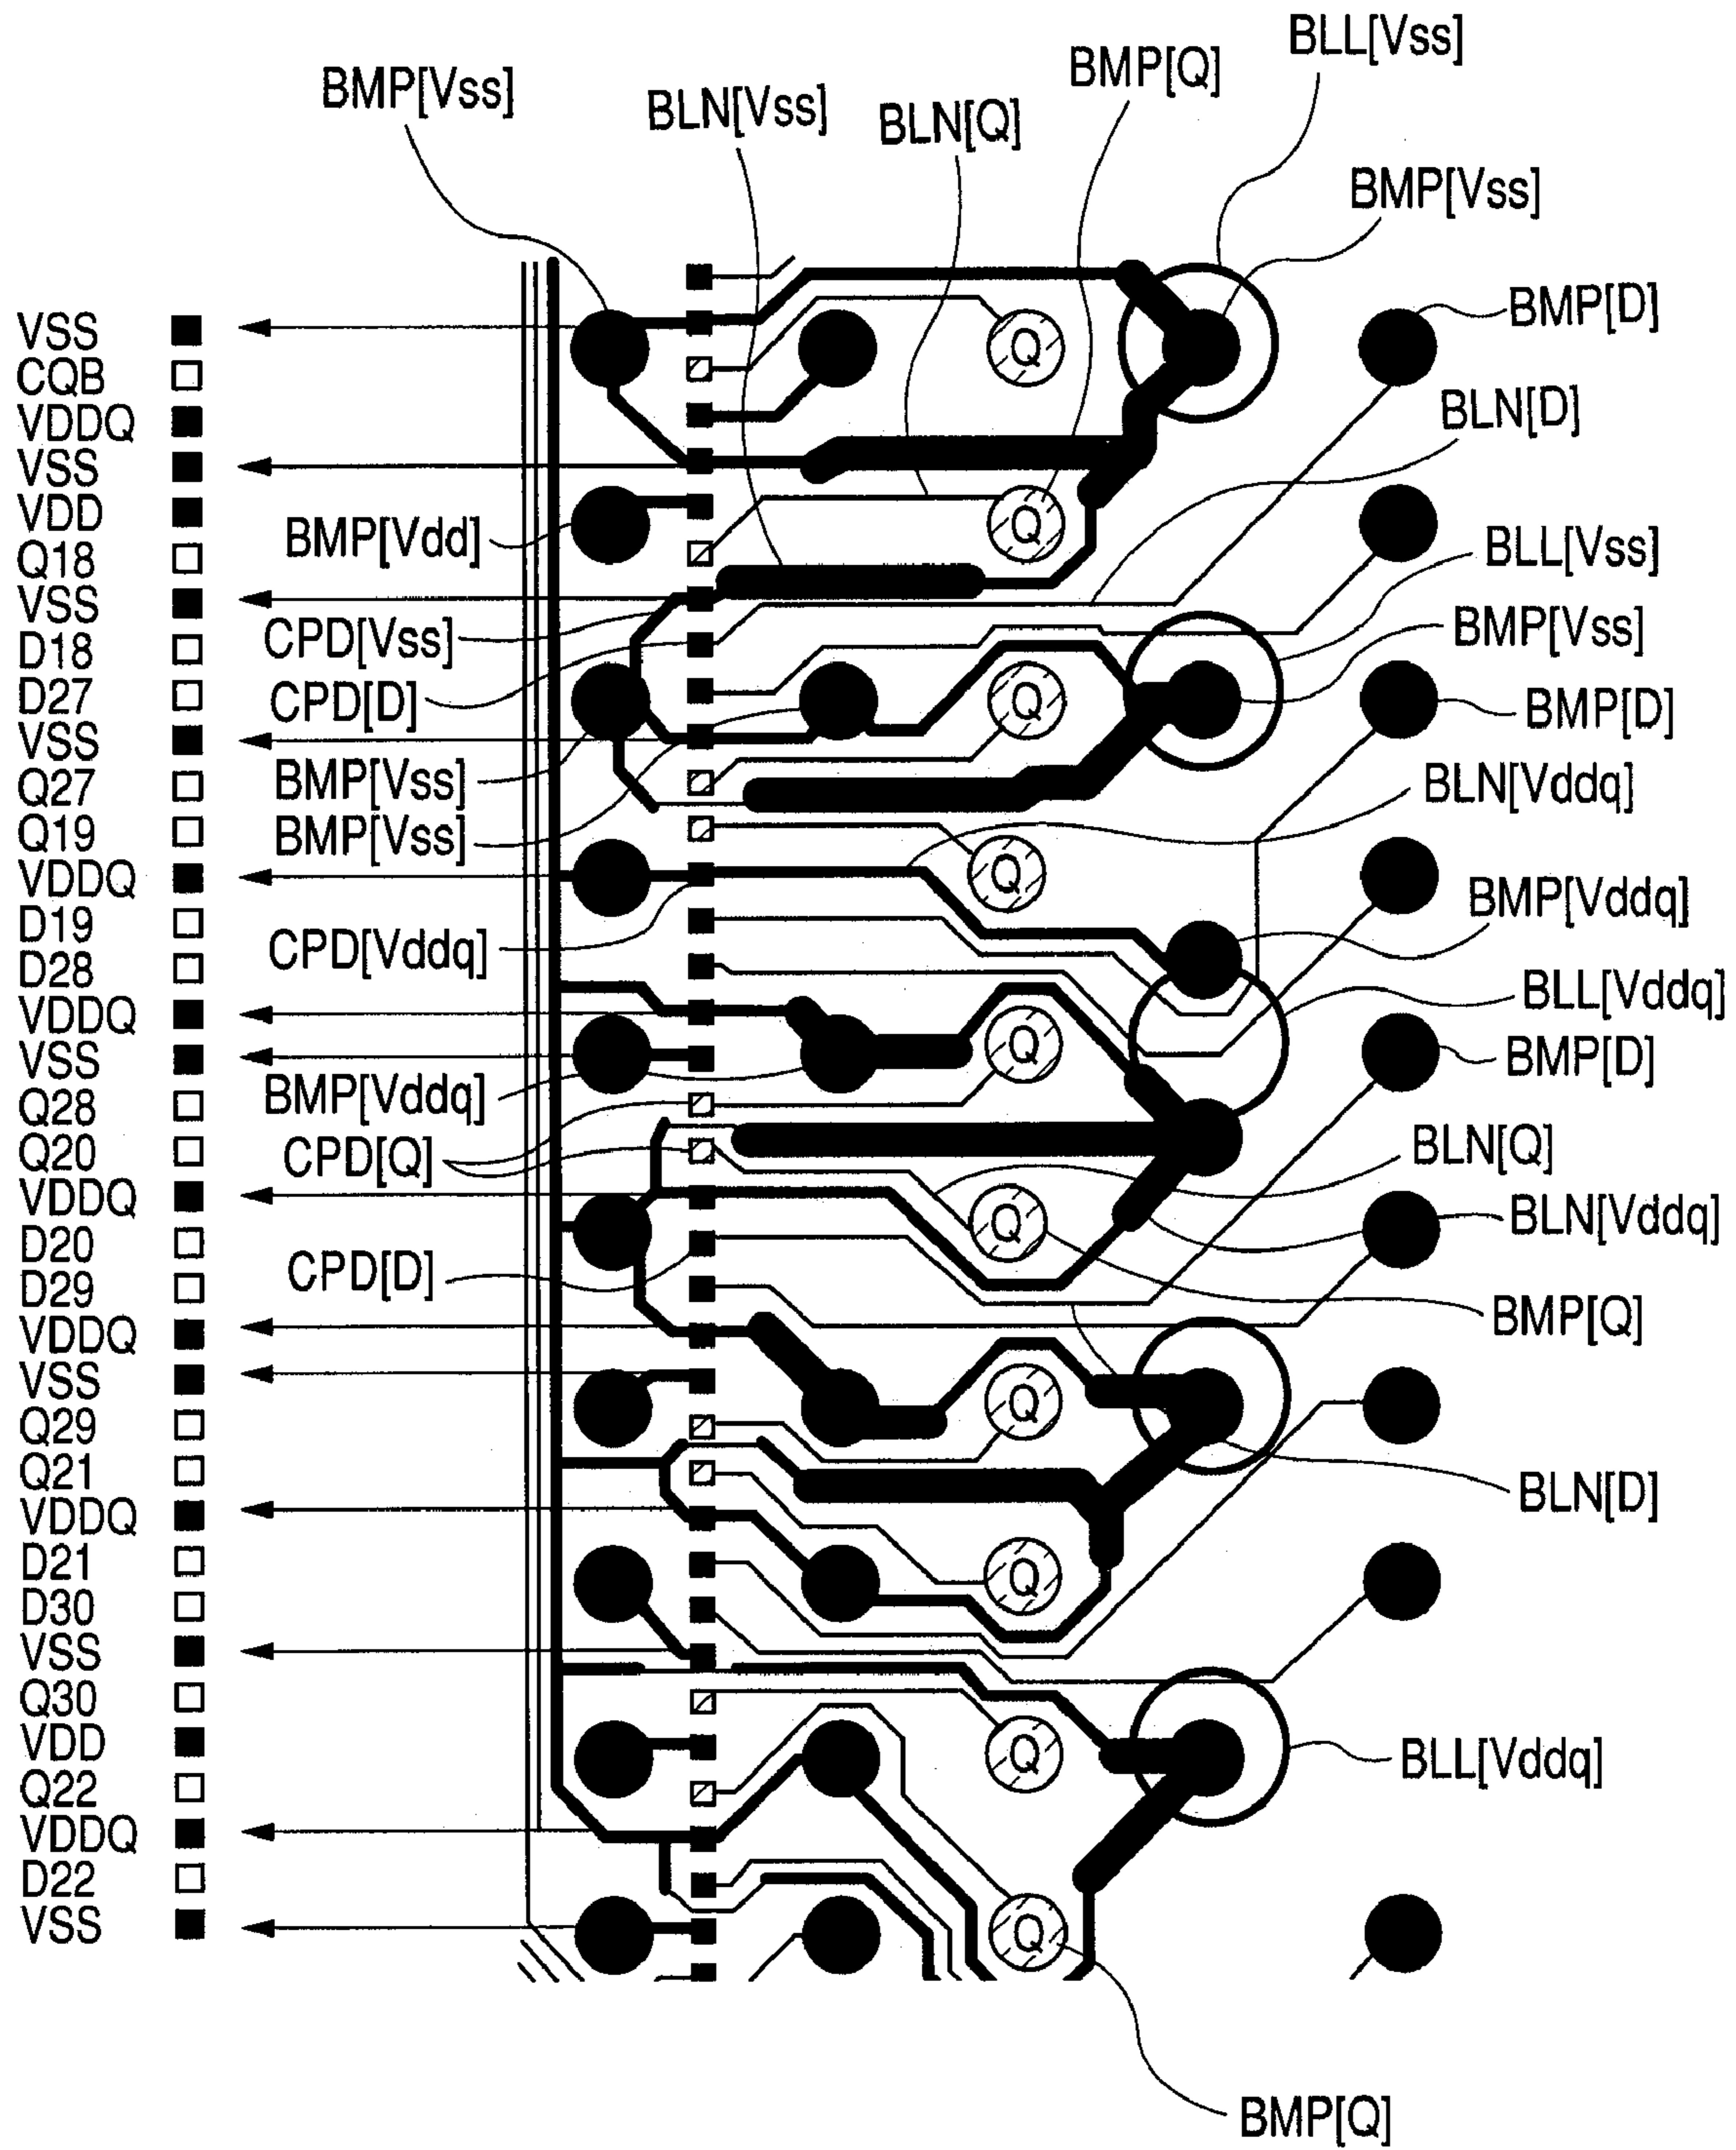 BLL[Vss]
BMP[Q]
BMP[Vss]
BLN[Vss]
BLN[Q]
BMP[Vss]
BMP[D]
VSS
CQB
Q
VDDQ
BLN[D]
VSS
VDD
BMP[Vdd]
Q
BLL[Vss]
Q18
VSS
BMP[Vss]
CPD[Vss]
D18
D27
CPD[D]
Q
BMP[D]
VSS
BMP[Vss]
BLN[Vddq]
Q27
BMP[Vss]
Q19
VDDQ
Q
BMP[Vddq]
D19
CPD[Vddq]
D28
BLL[Vddq]
VDDQ
Q
VSS
BMP[D]
BMP[Vddq]
Q28
Q20
CPD[Q]
BLN[Q]
VDDQ
Q
BLN[Vddq]
D20
CPD[D]
D29
BMP[Q]
VDDQ
VSS
Q
Q29
Q21
BLN[D]
VDDQ
D21
Q
D30
VSS
Q30
VDD
Q
BLL[Vddq]
Q22
VDDQ
D22
VSS
Q
BMP[Q]